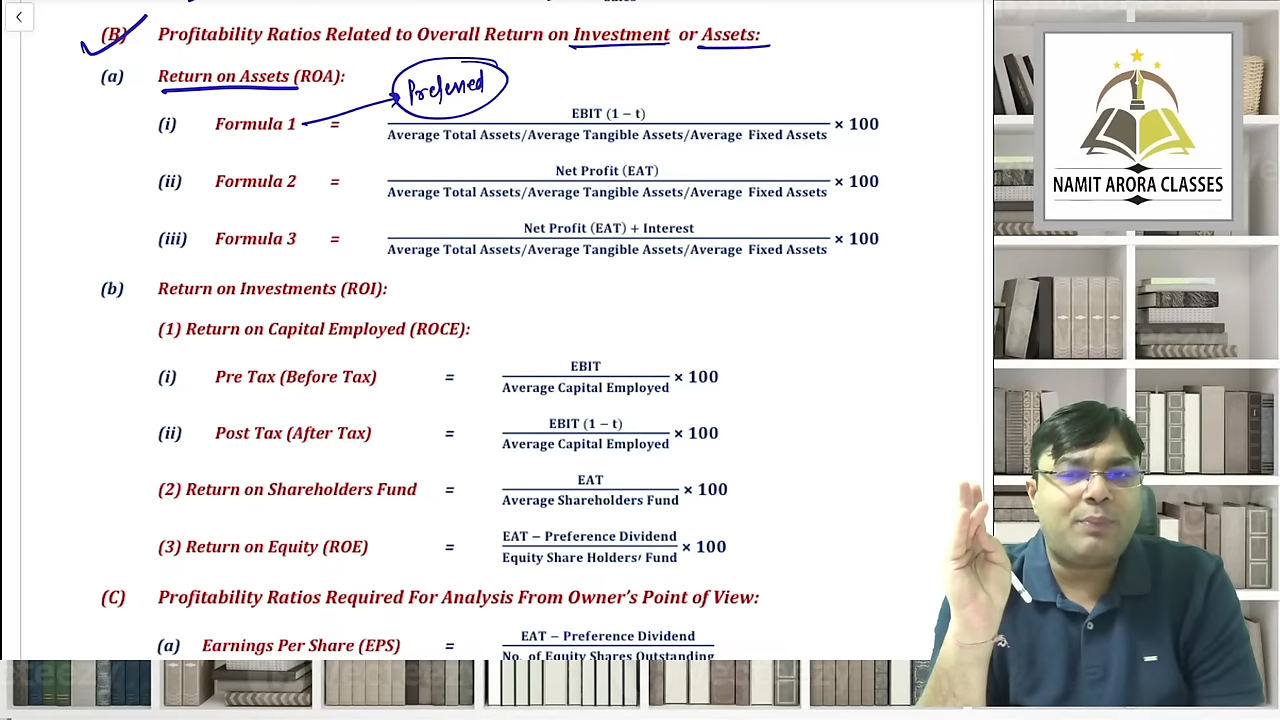 (B) Profitability Ratios Related to Overall Return on Investment or Assets:
(a) Return on Assets (ROA):
Preferred
(i) Formula 1 = EBIT (1 − t)
Average Total Assets/Average Tangible Assets/Average Fixed Assets × 100
(ii) Formula 2 = Net Profit (EAT)
Average Total Assets/Average Tangible Assets/Average Fixed Assets × 100
(iii) Formula 3 = Net Profit (EAT) + Interest
Average Total Assets/Average Tangible Assets/Average Fixed Assets × 100
(b) Return on Investments (ROI):
(1) Return on Capital Employed (ROCE):
(i) Pre Tax (Before Tax) = EBIT
Average Capital Employed × 100
(ii) Post Tax (After Tax) = EBIT (1 − t)
Average Capital Employed × 100
(2) Return on Shareholders Fund = EAT
Average Shareholders Fund × 100
(3) Return on Equity (ROE) = EAT − Preference Dividend
Equity Share Holders' Fund × 100
(C) Profitability Ratios Required For Analysis From Owner's Point of View:
(a) Earnings Per Share (EPS) = EAT − Preference Dividend
No. of Equity Shares Outstanding
NAMIT ARORA CLASSES